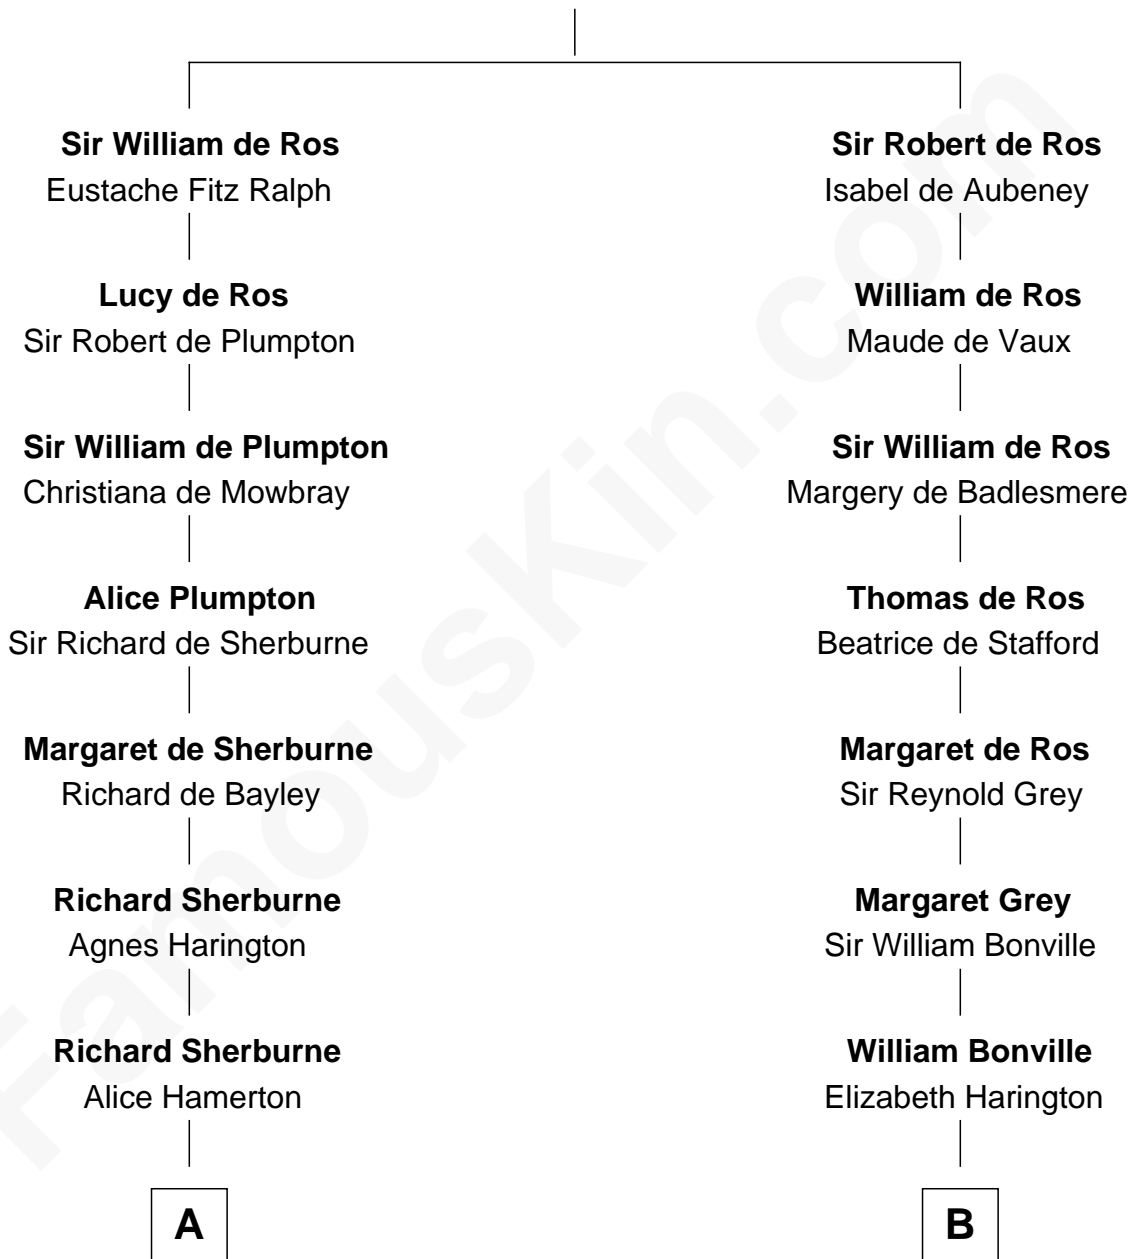 Sir William de Ros
Eustache Fitz Ralph
Lucy de Ros
Sir Robert de Plumpton
Sir William de Plumpton
Christiana de Mowbray
Alice Plumpton
Sir Richard de Sherburne
Margaret de Sherburne
Richard de Bayley
Richard Sherburne
Agnes Harington
Richard Sherburne
Alice Hamerton
A
Sir Robert de Ros
Isabel de Aubeney
William de Ros
Maude de Vaux
Sir William de Ros
Margery de Badlesmere
Thomas de Ros
Beatrice de Stafford
Margaret de Ros
Sir Reynold Grey
Margaret Grey
Sir William Bonville
William Bonville
Elizabeth Harington
B
FamousKin.com